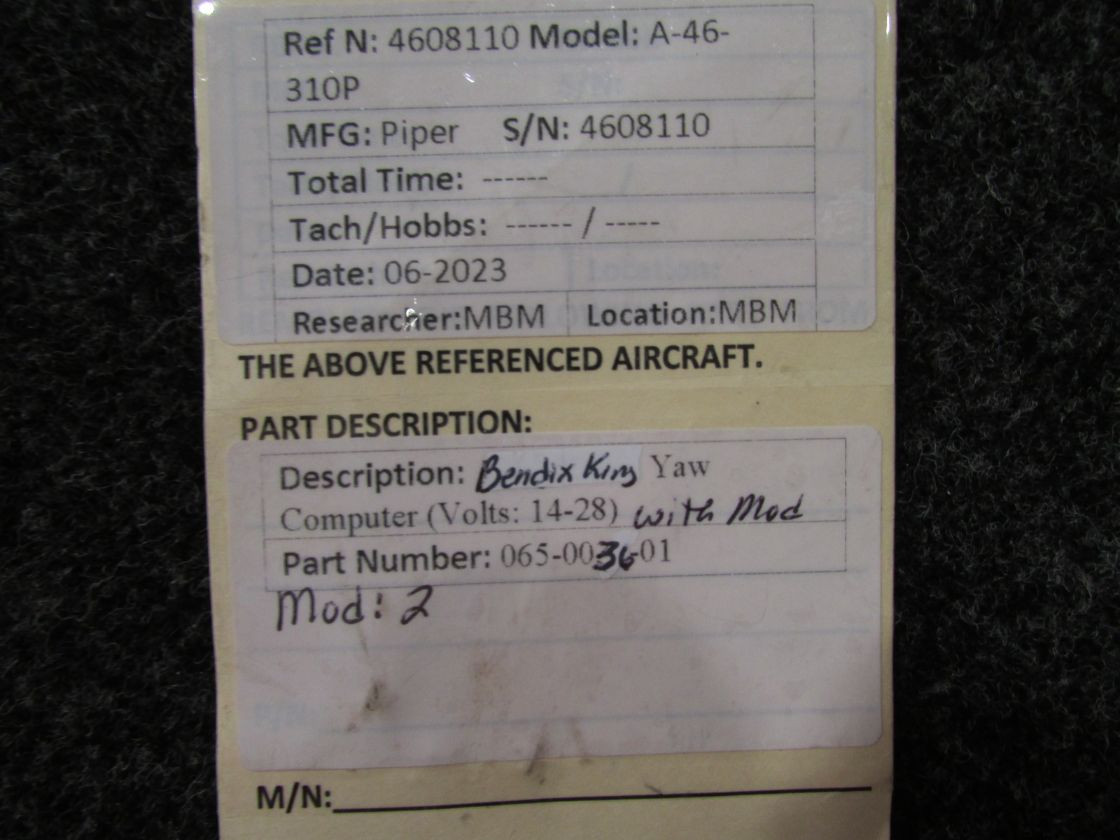 Ref N: 4608110 Model: A-46-
310P
MFG: Piper S/N: 4608110
Total Time: ------
Tach/Hobbs: ------ / -----
Date: 06-2023
Researcher:MBM Location:MBM
THE ABOVE REFERENCED AIRCRAFT.
PART DESCRIPTION:
Description: Bendix King Yaw
Computer (Volts: 14-28) with Mod
Part Number: 065-0036-01
Mod: 2
M/N: